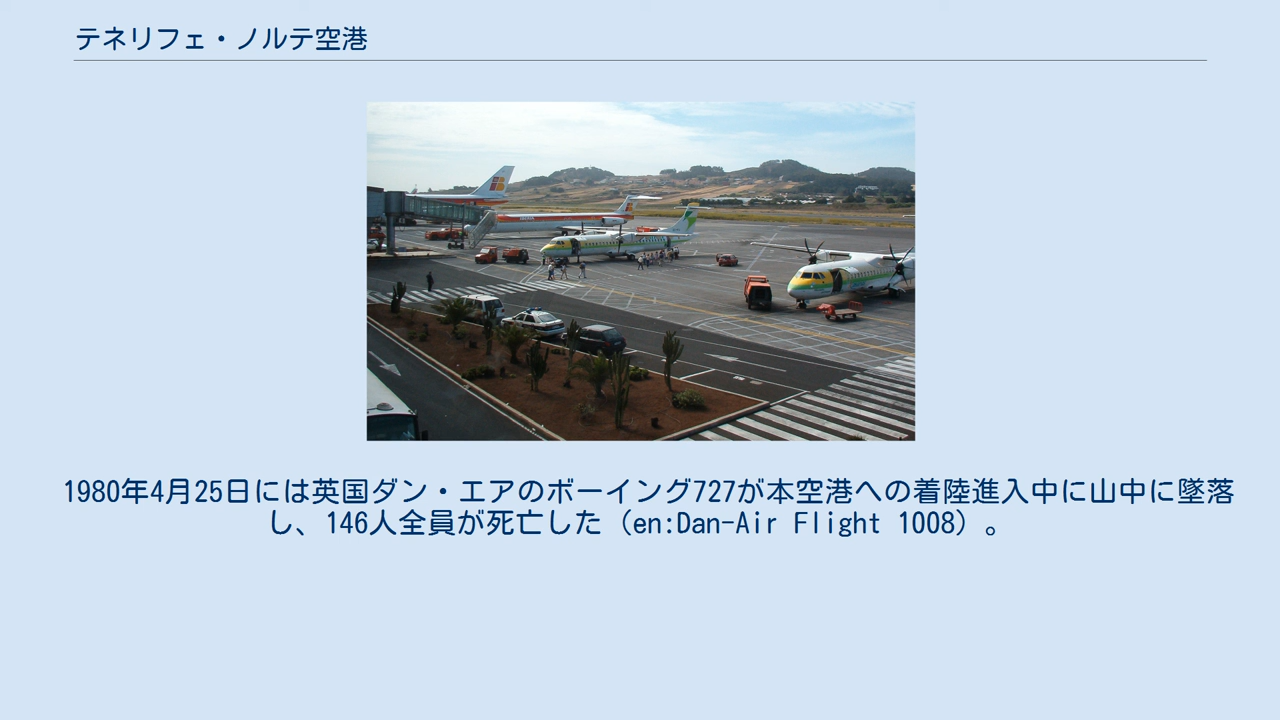 テネリフェ・ノルテ空港
1980年4月25日には英国ダン・エアのボーイング727が本空港への着陸進入中に山中に墜落
し、146人全員が死亡した（en:Dan-Air Flight 1008）。